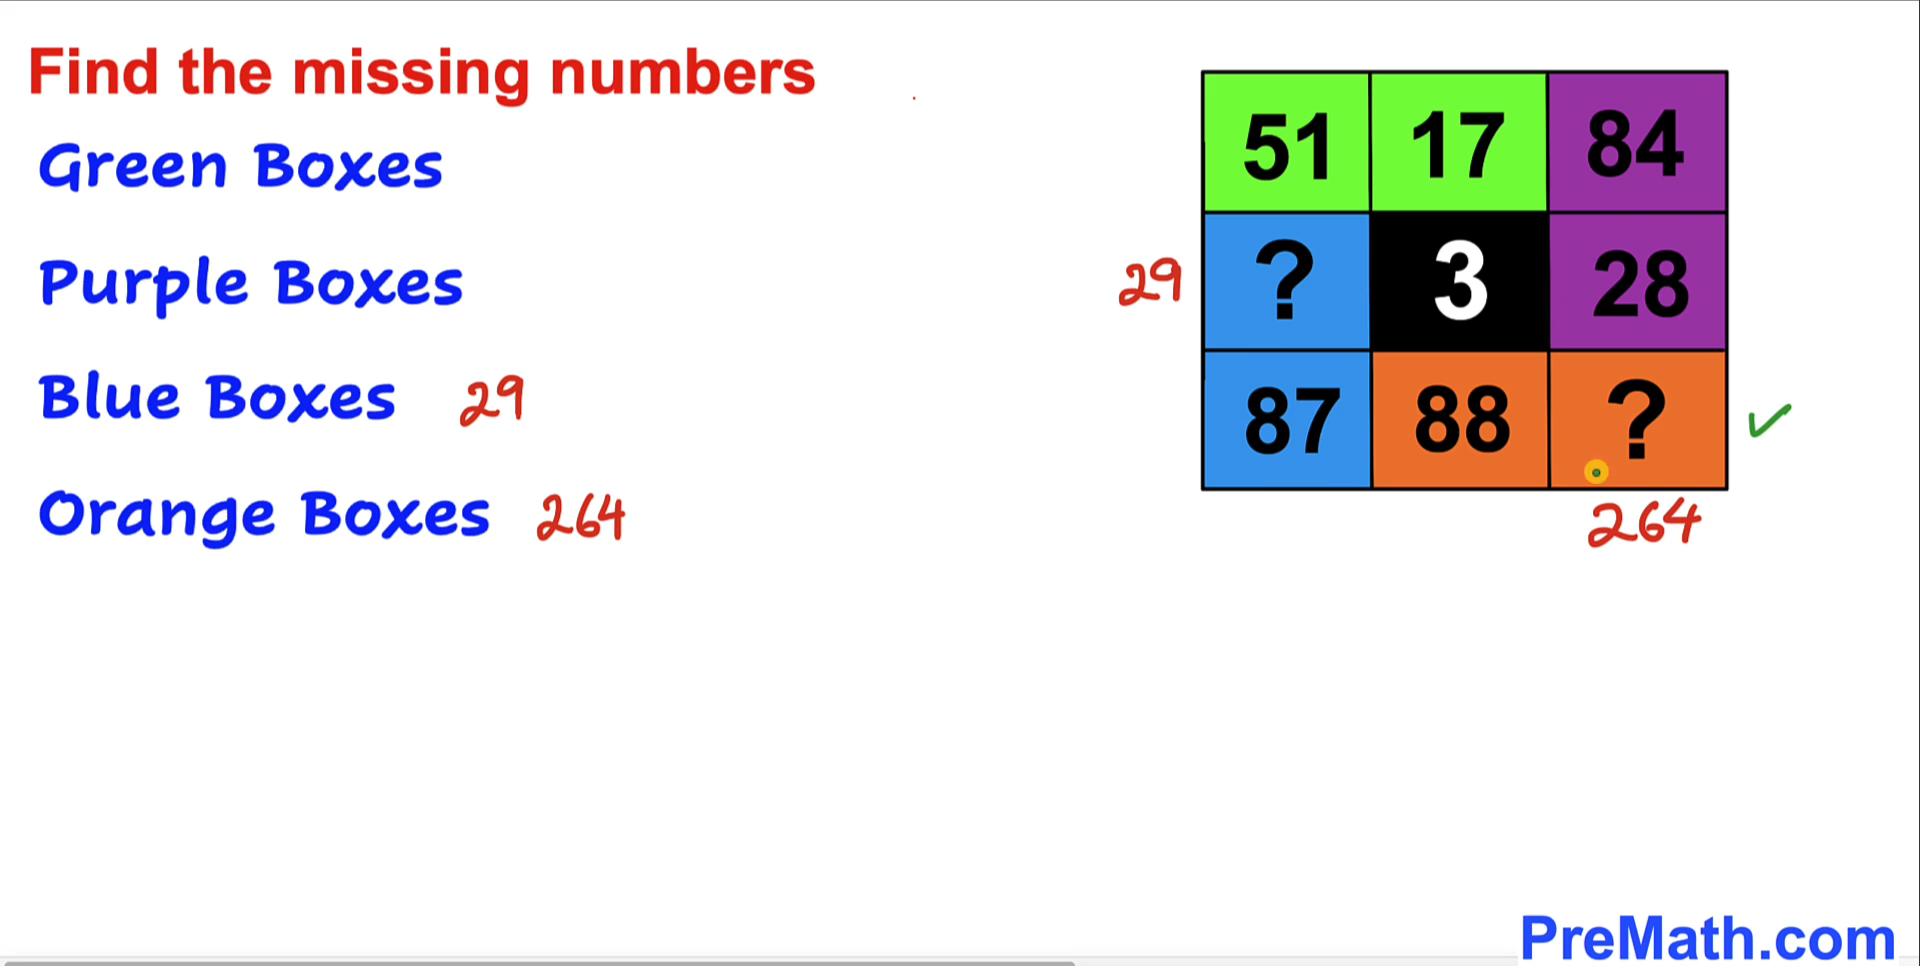 Find the missing numbers
Green Boxes
Purple Boxes
Blue Boxes 29
Orange Boxes 264
51 17 84
29 ? 3 28
87 88 ?
264
PreMath.com